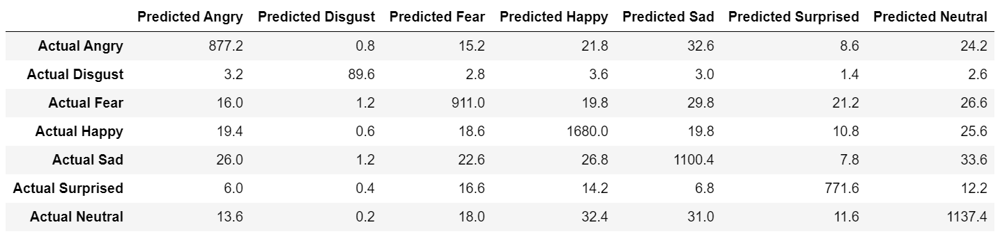 Predicted Angry Predicted Disgust Predicted Fear Predicted Happy Predicted Sad Predicted Surprised Predicted Neutral
Actual Angry 877.2 0.8 15.2 21.8 32.6 8.6 24.2
Actual Disgust 3.2 89.6 2.8 3.6 3.0 1.4 2.6
Actual Fear 16.0 1.2 911.0 19.8 29.8 21.2 26.6
Actual Happy 19.4 0.6 18.6 1680.0 19.8 10.8 25.6
Actual Sad 26.0 1.2 22.6 26.8 1100.4 7.8 33.6
Actual Surprised 6.0 0.4 16.6 14.2 6.8 771.6 12.2
Actual Neutral 13.6 0.2 18.0 32.4 31.0 11.6 1137.4